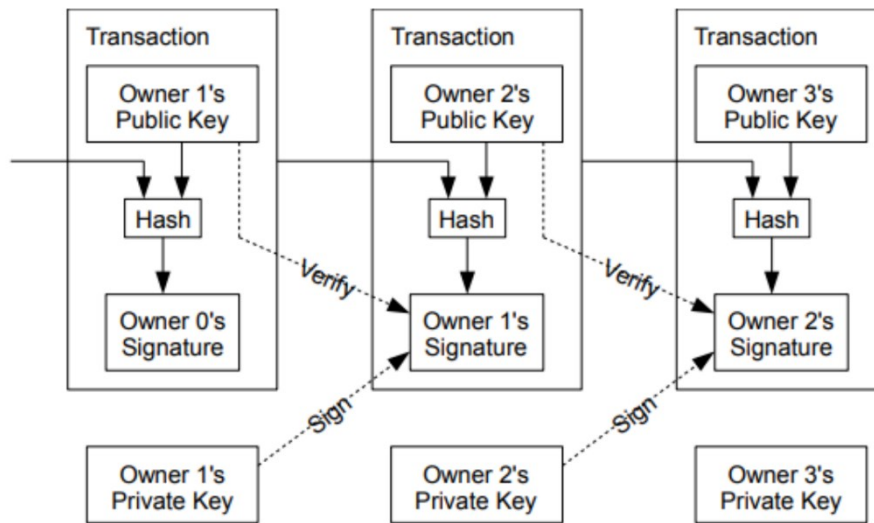 Transaction
Transaction
Transaction
Owner 1's
Public Key
Owner 2's
Public Key
Owner 3's
Public Key
Hash
Hash
Hash
Verify
Verify
Owner 0's
Signature
Owner 1's
Signature
Owner 2's
Signature
Sign
Sign
Owner 1's
Private Key
Owner 2's
Private Key
Owner 3's
Private Key